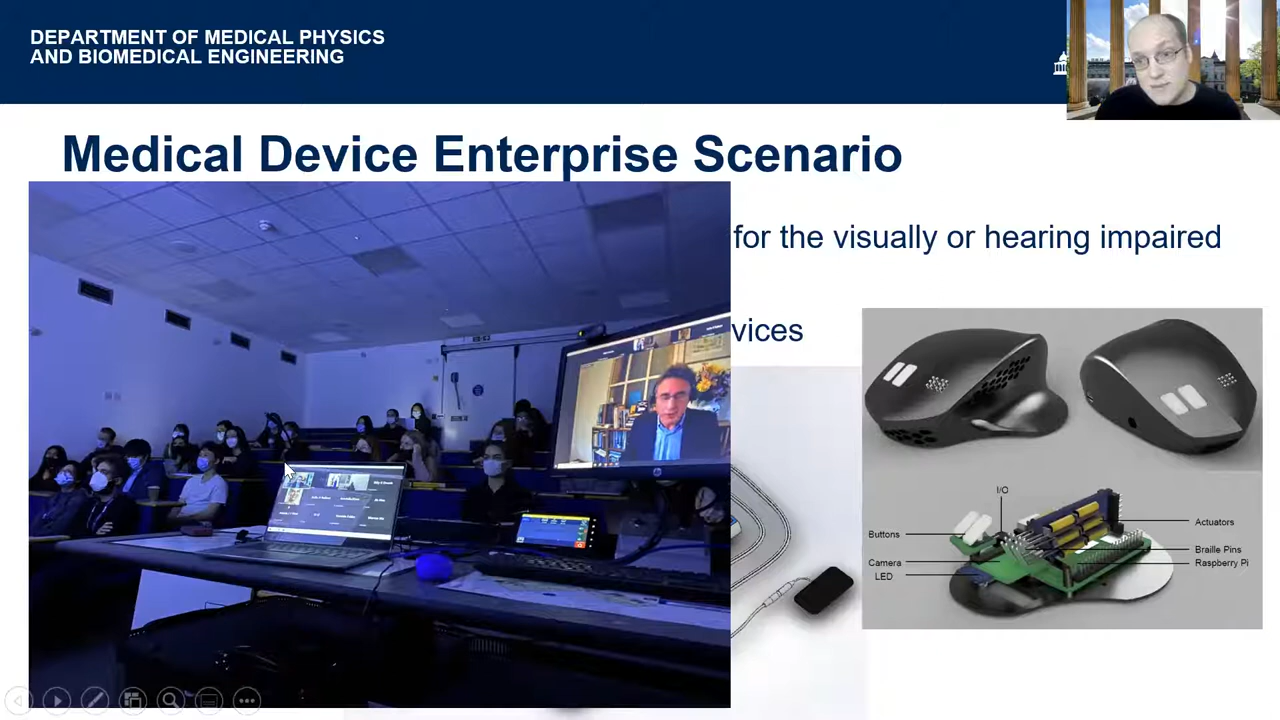 DEPARTMENT OF MEDICAL PHYSICS
AND BIOMEDICAL ENGINEERING
Medical Device Enterprise Scenario
for the visually or hearing impaired
vices
I/O
Buttons
Actuators
Braille Pins
Camera
Raspberry Pi
LED